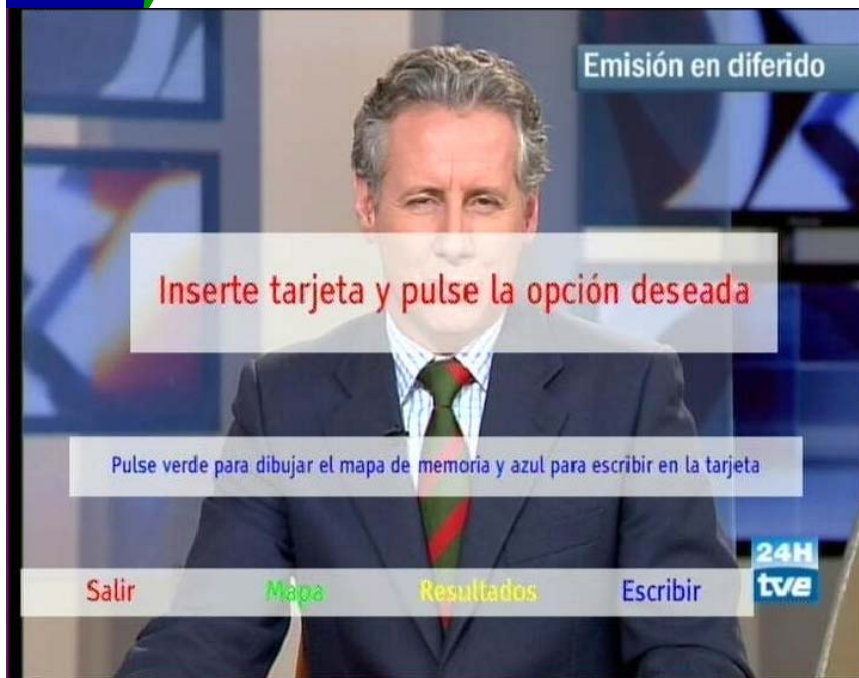 Emisión en diferido
Inserte tarjeta y pulse la opción deseada
Pulse verde para dibujar el mapa de memoria y azul para escribir en la tarjeta
24H
tve
Salir Mapa Resultados Escribir